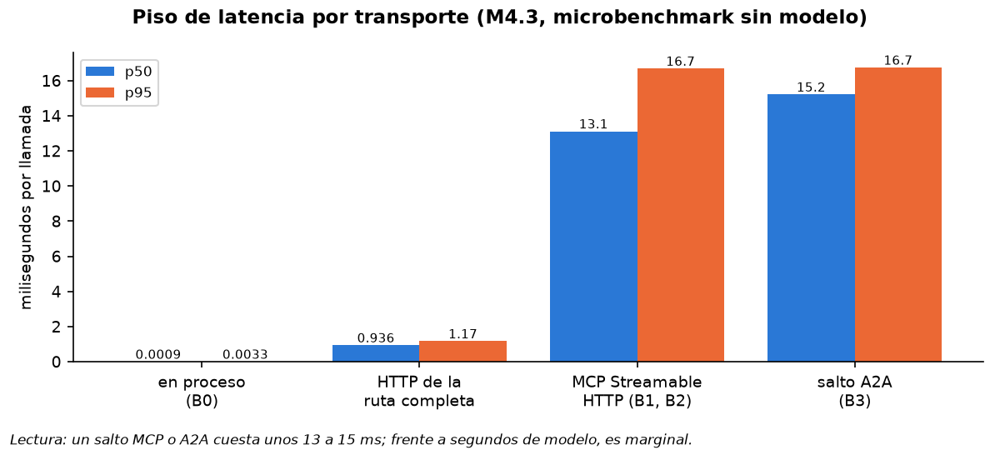 Piso de latencia por transporte (M4.3, microbenchmark sin modelo)
p50
p95
milisegundos por llamada
16
14
12
10
8
6
4
2
0
0.0009
0.0033
0.936
1.17
13.1
16.7
15.2
16.7
en proceso
(B0)
HTTP de la
ruta completa
MCP Streamable
HTTP (B1, B2)
salto A2A
(B3)
Lectura: un salto MCP o A2A cuesta unos 13 a 15 ms; frente a segundos de modelo, es marginal.